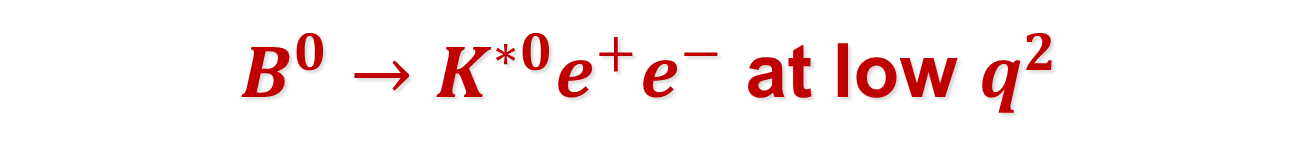 B⁰ → K*⁰e⁺e⁻ at low q²